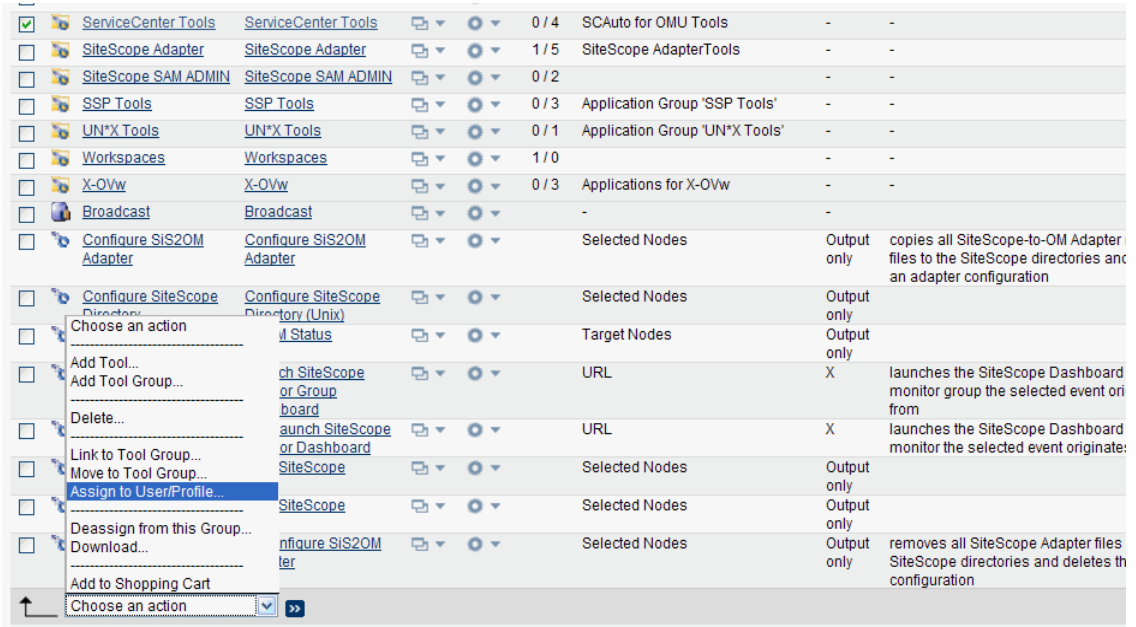 ServiceCenter Tools ServiceCenter Tools 0 / 4 SCAuto for OMU Tools - -
SiteScope Adapter SiteScope Adapter 1 / 5 SiteScope AdapterTools - -
SiteScope SAM ADMIN SiteScope SAM ADMIN 0 / 2 - -
SSP Tools SSP Tools 0 / 3 Application Group 'SSP Tools' - -
UN*X Tools UN*X Tools 0 / 1 Application Group 'UN*X Tools' - -
Workspaces Workspaces 1 / 0 - -
X-OVw X-OVw 0 / 3 Applications for X-OVw - -
Broadcast Broadcast - -
Configure SiS2OM Configure SiS2OM Selected Nodes Output copies all SiteScope-to-OM Adapter
Adapter Adapter only files to the SiteScope directories and
an adapter configuration
Configure SiteScope Configure SiteScope Selected Nodes Output
Directory Directory (Unix) only
Choose an action
Status Target Nodes Output
only
Add Tool...
ch SiteScope URL X launches the SiteScope Dashboard
Add Tool Group...
or Group monitor group the selected event ori
board from
Delete...
aunch SiteScope URL X launches the SiteScope Dashboard
or Dashboard monitor the selected event originates
Link to Tool Group...
SiteScope Selected Nodes Output
Move to Tool Group...
only
Assign to User/Profile...
SiteScope Selected Nodes Output
only
Deassign from this Group...
nfigure SiS2OM Selected Nodes Output removes all SiteScope Adapter files
Download...
ter only SiteScope directories and deletes th
configuration
Add to Shopping Cart
Choose an action